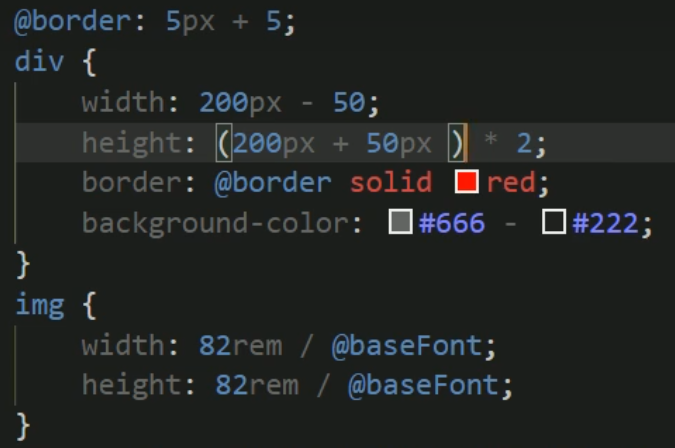 @border: 5px + 5;
div {
    width: 200px - 50;
    height: (200px + 50px ) * 2;
    border: @border solid red;
    background-color: #666 - #222;
}
img {
    width: 82rem / @baseFont;
    height: 82rem / @baseFont;
}